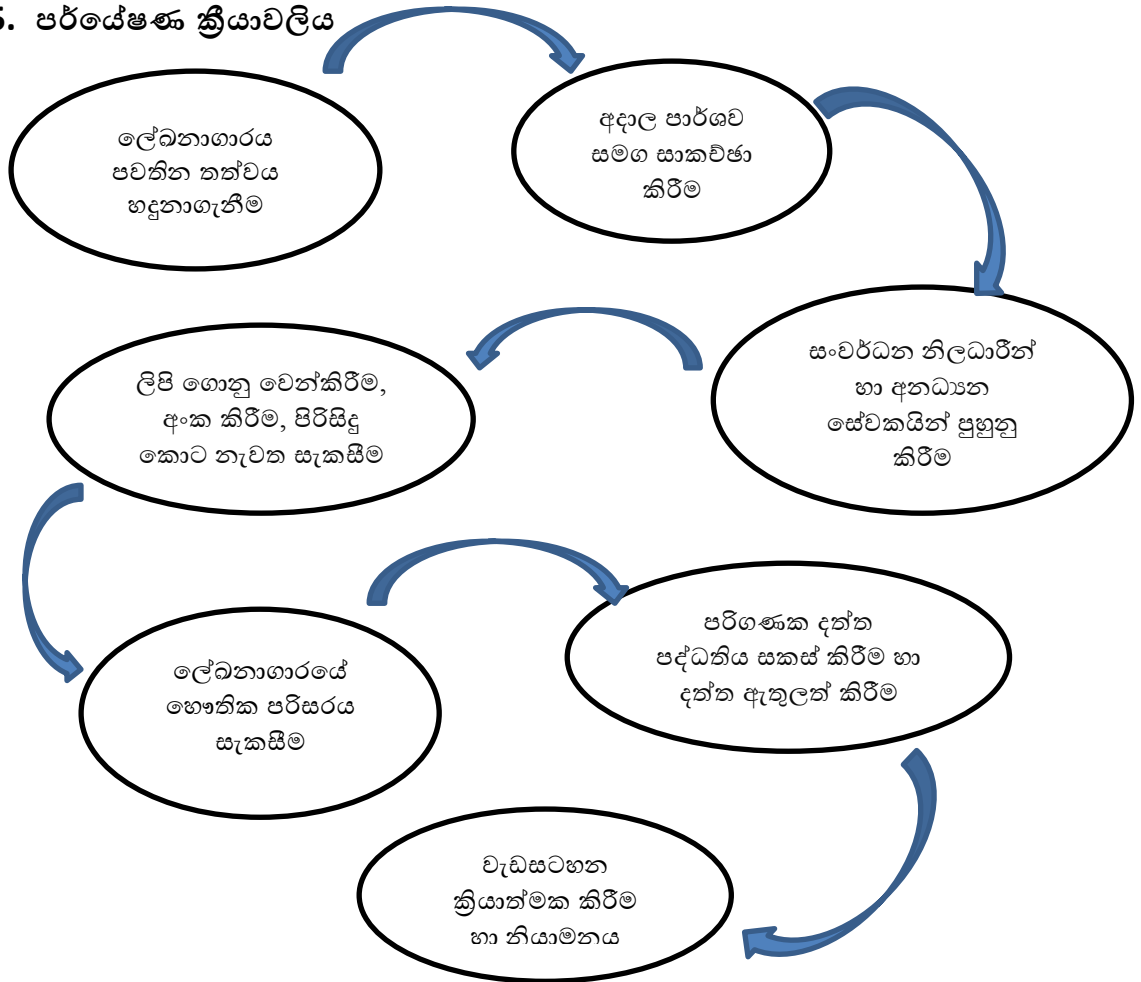 . පර්යේෂණ ක්‍රීයාවලිය
ලේඛනාගාරය
පවතින තත්වය
හදුනාගැනීම
අදාල පාර්ශව
සමග සාකච්ඡා
කිරීම
සංවර්ධන නිලධාරීන්
හා අනධ්‍යන
සේවකයින් පුහුනු
කිරීම
ලිපි ගොනු වෙන්කිරීම,
අංක කිරීම, පිරිසිදු
කොට නැවත සැකසීම
ලේඛනාගාරයේ
භෞතික පරිසරය
සැකසීම
පරිගණක දත්ත
පද්ධතිය සකස් කිරීම හා
දත්ත ඇතුලත් කිරීම
වැඩසටහන
ක්‍රියාත්මක කිරීම
හා නියාමනය